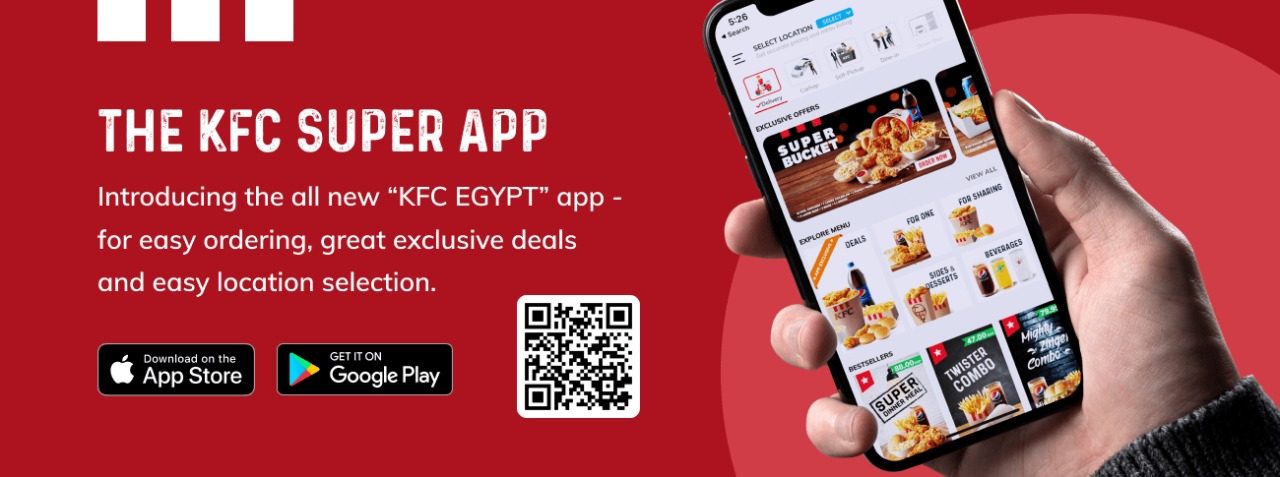 THE KFC SUPER APP
Introducing the all new “KFC EGYPT” app -
for easy ordering, great exclusive deals
and easy location selection.
Download on the
App Store
GET IT ON
Google Play
5:26
Search
SELECT LOCATION
SELECT
Delivery
Carhop
Self-Pickup
Dine-in
EXCLUSIVE OFFERS
SUPER
BUCKET
ORDER NOW
VIEW ALL
EXPLORE MENU
DEALS
FOR ONE
FOR SHARING
KFC
SIDES &
DESSERTS
BEVERAGES
BESTSELLERS
SUPER
DINNER MEAL
47.00
TWISTER
COMBO
Mighty
Zinger
Combo